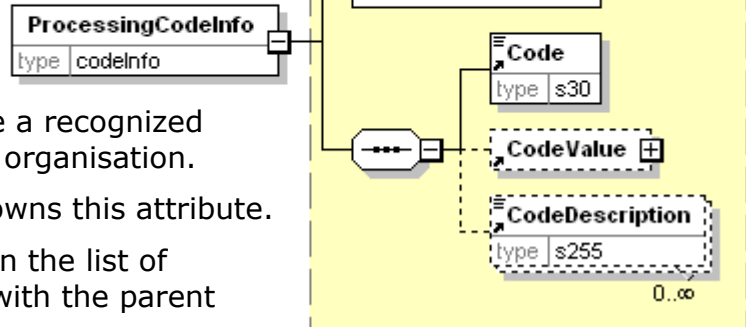 ProcessingCodeInfo
type codeInfo
Code
type s30
CodeValue
CodeDescription
type s255
0..∞
e a recognized
organisation.
owns this attribute.
n the list of
with the parent